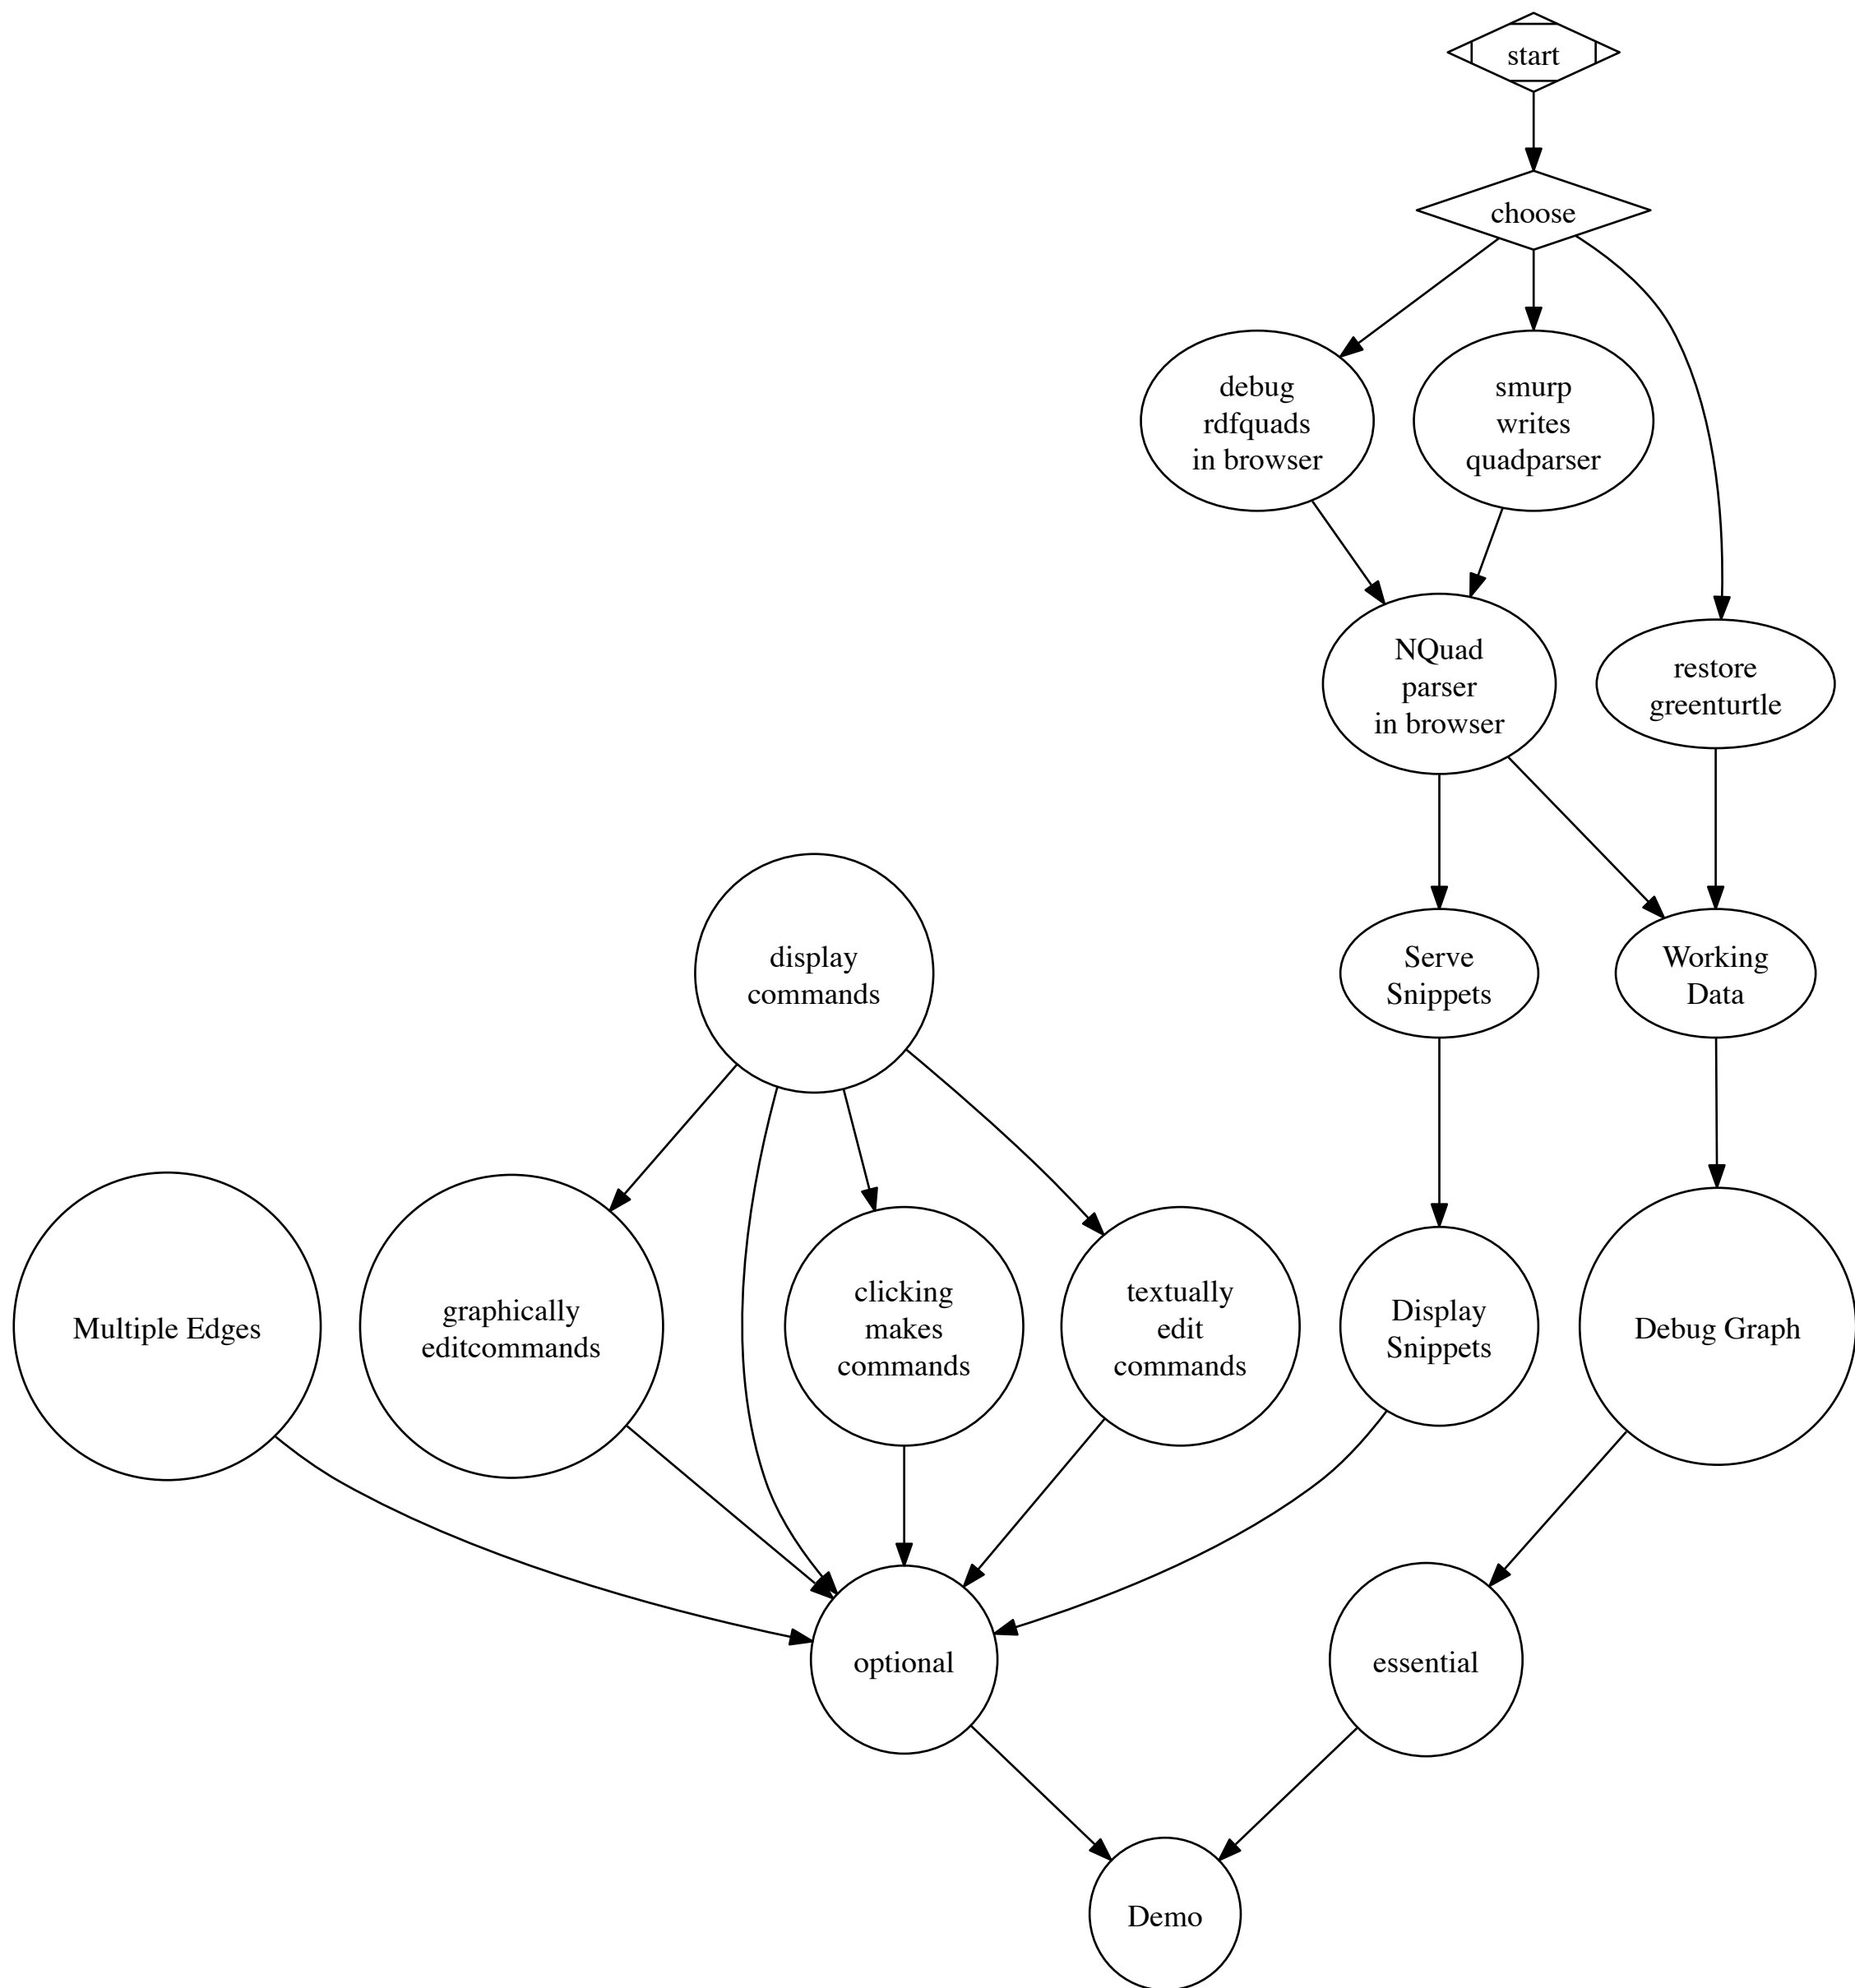 start
choose
debug
rdfquads
in browser
smurp
writes
quadparser
NQuad
parser
in browser
restore
greenturtle
display
commands
Serve
Snippets
Working
Data
Multiple Edges
graphically
editcommands
clicking
makes
commands
textually
edit
commands
Display
Snippets
Debug Graph
optional
essential
Demo